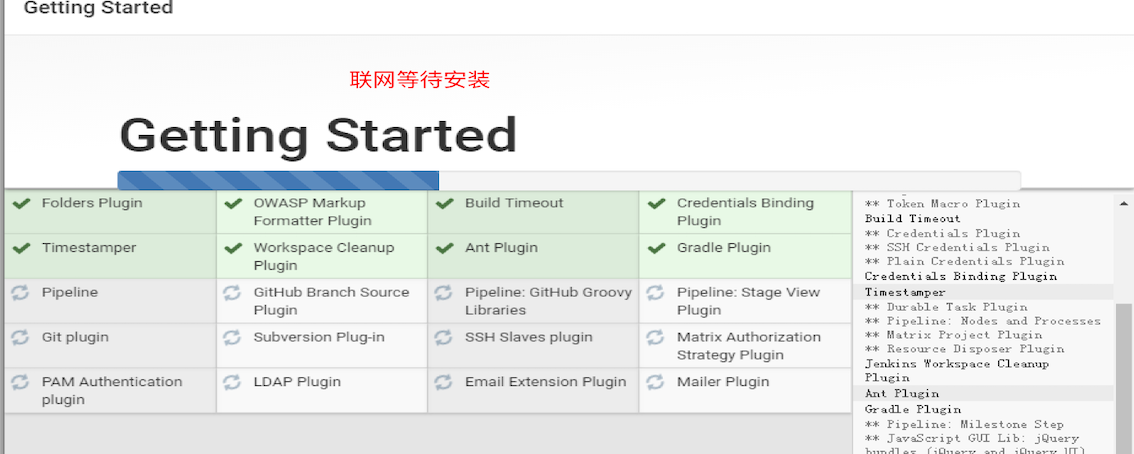 Getting Started
联网等待安装
Getting Started
Folders Plugin
OWASP Markup
Formatter Plugin
Build Timeout
Credentials Binding
Plugin
Timestamper
Workspace Cleanup
Plugin
Ant Plugin
Gradle Plugin
Pipeline
GitHub Branch Source
Plugin
Pipeline: GitHub Groovy
Libraries
Pipeline: Stage View
Plugin
Git plugin
Subversion Plug-in
SSH Slaves plugin
Matrix Authorization
Strategy Plugin
PAM Authentication
plugin
LDAP Plugin
Email Extension Plugin
Mailer Plugin
** Token Macro Plugin
Build Timeout
** Credentials Plugin
** SSH Credentials Plugin
** Plain Credentials Plugin
Credentials Binding Plugin
Timestamper
** Durable Task Plugin
** Pipeline: Nodes and Processes
** Matrix Project Plugin
** Resource Disposer Plugin
Jenkins Workspace Cleanup
Plugin
Ant Plugin
Gradle Plugin
** Pipeline: Milestone Step
** JavaScript GUI Lib: jQuery
bundles (jQuery and jQuery UI)